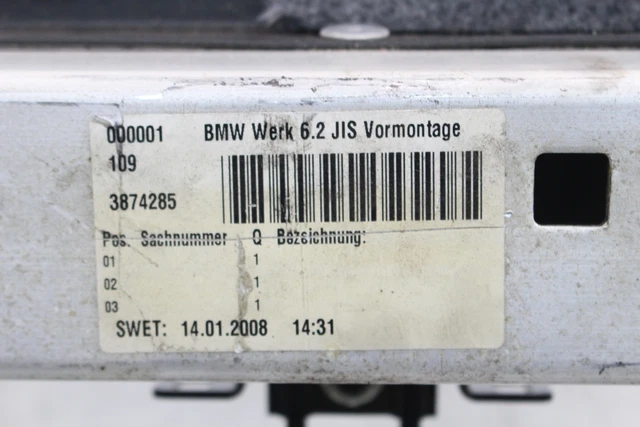 000001 BMW Werk 6.2 JIS Vormontage
109
3874285
Pos. Sachnummer Q Bezeichnung:
01 1
02 1
03 1
SWET: 14.01.2008 14:31